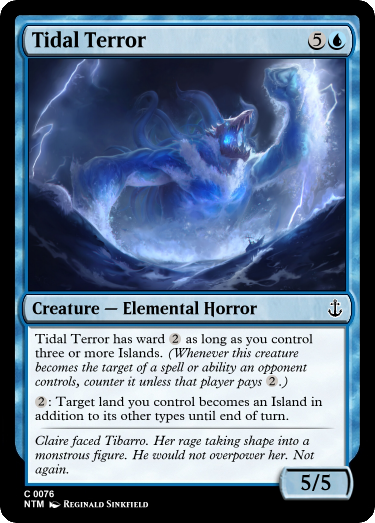 Tidal Terror 5
Creature — Elemental Horror
Tidal Terror has ward 2 as long as you control
three or more Islands. (Whenever this creature
becomes the target of a spell or ability an opponent
controls, counter it unless that player pays 2.)
2: Target land you control becomes an Island in
addition to its other types until end of turn.
Claire faced Tibarro. Her rage taking shape into a
monstrous figure. He would not overpower her. Not
again.
5/5
C 0076
NTM Reginald Sinkfield